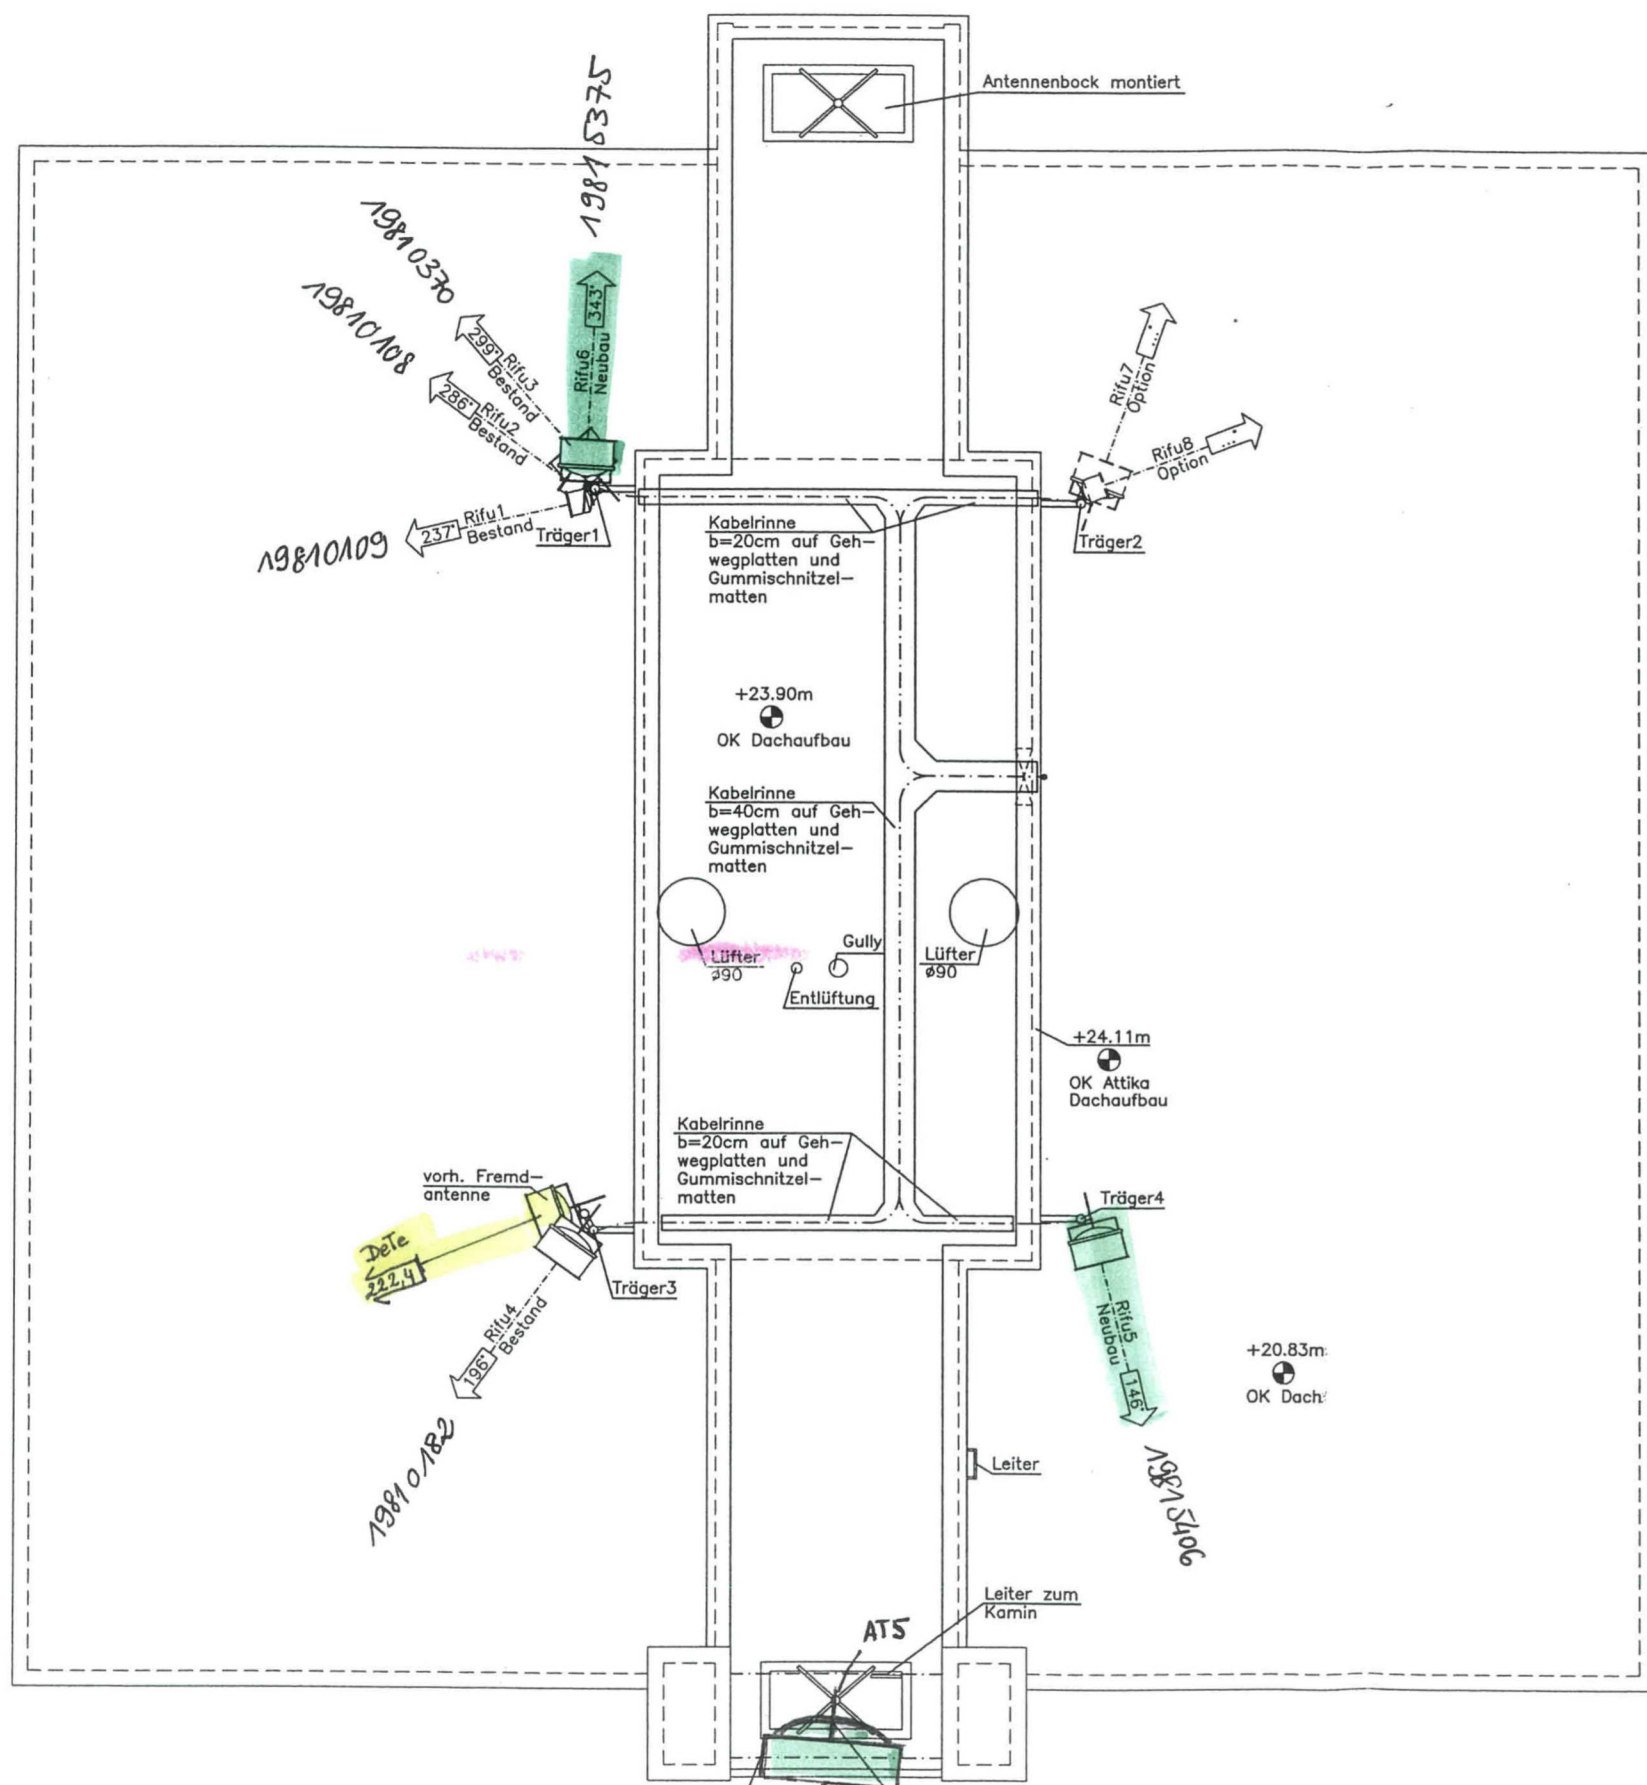 Antennenbock montiert
19815375
19810370
19810108
19810109
299°
Rifu3
Bestand
286°
Rifu2
Bestand
343°
Rifu6
Neubau
237°
Rifu1
Bestand
Träger1
Rifu7
Option
Rifu8
Option
Träger2
Kabelrinne
b=20cm auf Geh-
wegplatten und
Gummischnitzel-
matten
+23.90m
OK Dachaufbau
Kabelrinne
b=40cm auf Geh-
wegplatten und
Gummischnitzel-
matten
Lüfter
ø90
Gully
Entlüftung
Lüfter
ø90
+24.11m
OK Attika
Dachaufbau
Kabelrinne
b=20cm auf Geh-
wegplatten und
Gummischnitzel-
matten
vorh. Fremd-
antenne
DeTe
222,4
Träger3
Träger4
Rifu4
Bestand
196°
19810182
Rifu5
Neubau
146°
19815406
+20.83m
OK Dach
Leiter
Leiter zum
Kamin
AT5